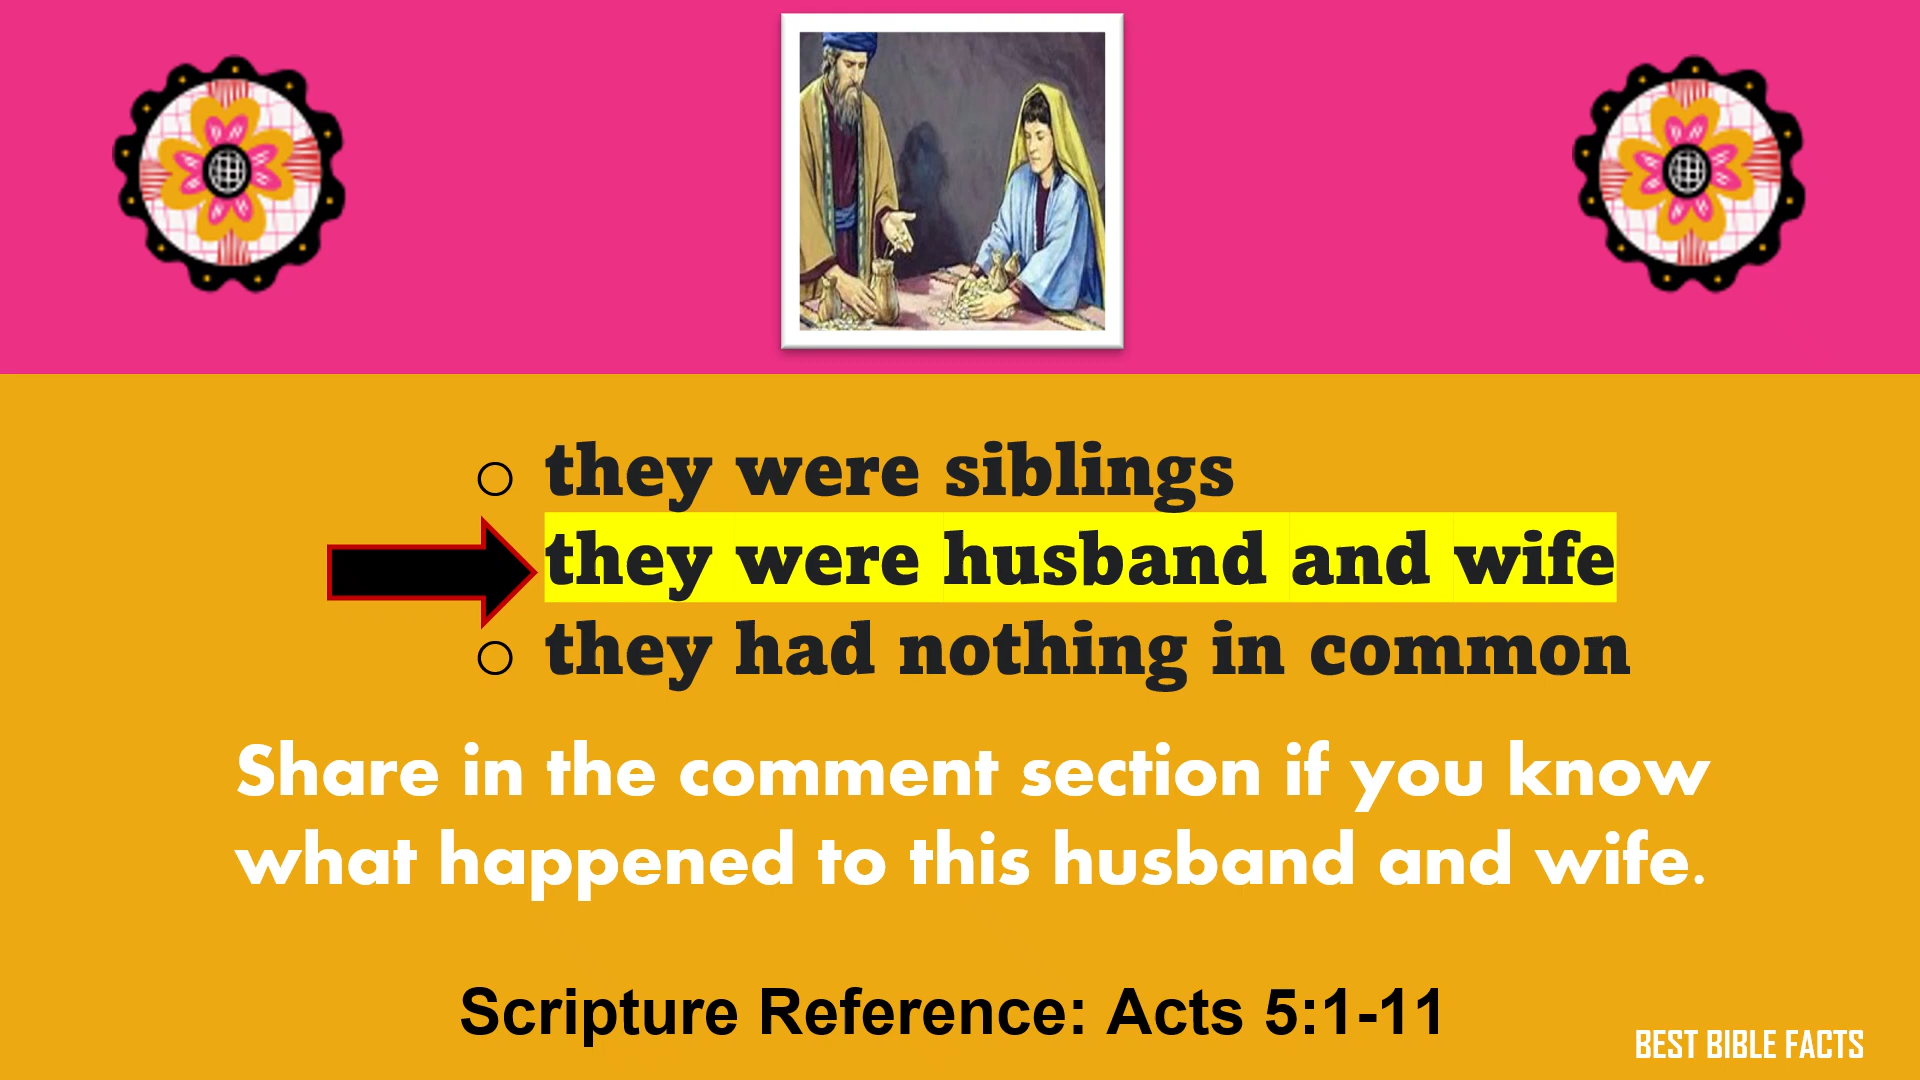 they were siblings
they were husband and wife
they had nothing in common
Share in the comment section if you know
what happened to this husband and wife.
Scripture Reference: Acts 5:1-11
BEST BIBLE FACTS